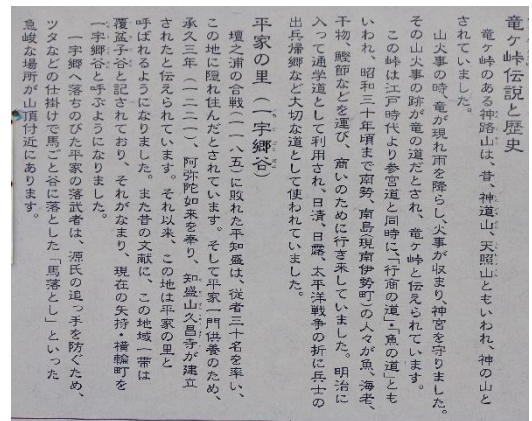 竜ヶ峠伝説と歴史
竜ヶ峠のある神路山は、昔、神道山、天照山ともいわれ、神の山と
されていました。
山火事の時、竜が現れ雨を降らし、火事が収まり、神宮を守りました。
その山火事の跡が竜の道だとされ、竜ヶ峠と伝えられています。
この峠は江戸時代より参宮道と同時に、「行商の道」・「魚の道」とも
いわれ、昭和三十年頃まで南勢、南島(現南伊勢町)の人々が魚、海老、
干物、鰹節などを運び、商いのために行き来していました。明治に
入って通学道として利用され、日清、日露、太平洋戦争の折に兵士の
出兵帰郷など大切な道として使われていました。
平家の里(一宇郷谷)
壇之浦の合戦(一一八五)に敗れた平知盛は、従者三十名を率い、
この地に隠れ住んだとされています。そして平家一門供養のため、
承久三年(一二二一)、阿弥陀如来を奉り、知盛山久昌寺が建立
されたと伝えられています。それ以来、この地は平家の里と
呼ばれるようになりました。また昔の文献に、この地域一帯は
覆盆子谷と記されており、それがなまり、現在の矢持・横輪町を
一宇郷谷と呼ぶようになりました。
一宇郷へ落ちのびた平家の落武者は、源氏の追っ手を防ぐため、
ツタなどの仕掛けで馬ごと谷に落とした「馬落とし」といった
急峻な場所が山頂付近にあります。